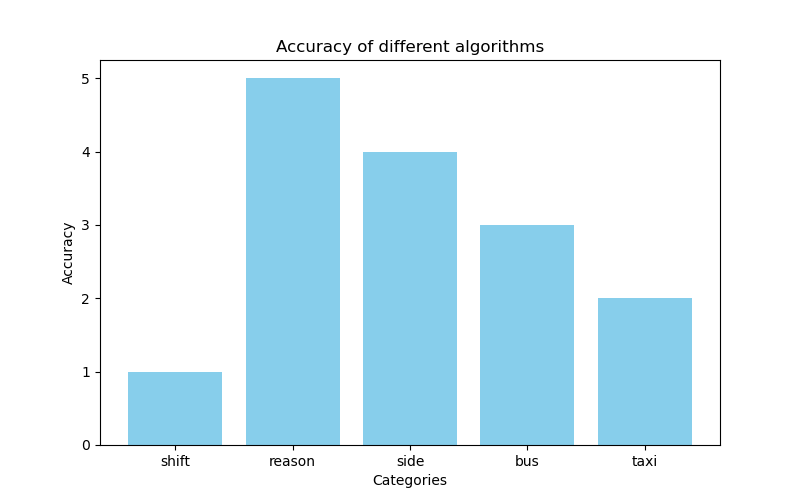 Accuracy of different algorithms
Accuracy
5
4
3
2
1
0
shift reason side bus taxi
Categories